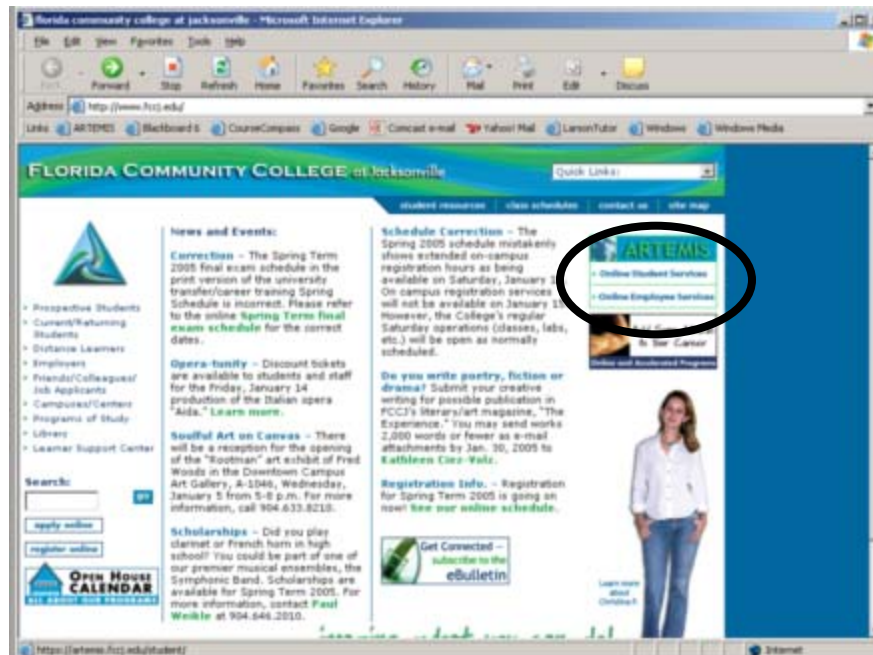 florida community college at jacksonville - Microsoft Internet Explorer
File Edit View Favorites Tools Help
Back Forward Stop Refresh Home Favorites Search History Mail Print Edit Discuss
Address http://www.fccj.edu/
Links ARTEMIS Blackboard 6 CourseCompass Google Comcast e-mail Yahoo! Mail LarsonTutor Windows Windows Media
FLORIDA COMMUNITY COLLEGE at Jacksonville
Quick Links:
student resources class schedules contact us site map
Prospective Students
Current/Returning
Students
Distance Learners
Employers
Friends/Colleagues/
Job Applicants
Campuses/Centers
Programs of Study
Library
Learner Support Center
Search:
go
apply online
register online
OPEN HOUSE
CALENDAR
ALL ABOUT OUR PROGRAMS
News and Events:
Correction – The Spring Term
2005 final exam schedule in the
print version of the university
transfer/career training Spring
Schedule is incorrect. Please refer
to the online Spring Term final
exam schedule for the correct
dates.
Opera-tunity – Discount tickets
are available to students and staff
for the Friday, January 14
production of the Italian opera
"Aida." Learn more.
Soulful Art on Canvas – There
will be a reception for the opening
of the "Rootman" art exhibit of Fred
Woods in the Downtown Campus
Art Gallery, A-1046, Wednesday,
January 5 from 5-8 p.m. For more
information, call 904.633.8210.
Scholarships – Did you play
clarinet or French horn in high
school? You could be part of one of
our premier musical ensembles, the
Symphonic Band. Scholarships are
available for Spring Term 2005. For
more information, contact Paul
Weikle at 904.646.2010.
Schedule Correction – The
Spring 2005 schedule mistakenly
shows extended on-campus
registration hours as being
available on Saturday, January
On campus registration services
will not be available on January
However, the College's regular
Saturday operations (classes, labs,
etc.) will be open as normally
scheduled.
Do you write poetry, fiction or
drama? Submit your creative
writing for possible publication in
FCCJ's literary/art magazine, "The
Experience." You may send works
2,000 words or fewer as e-mail
attachments by Jan. 30, 2005 to
Kathleen Ciez-Volz.
Registration Info. – Registration
for Spring Term 2005 is going on
now! See our online schedule.
Get Connected –
subscribe to the
eBulletin
ARTEMIS
Online Student Services
Online Employee Services
& Your Career
Online and Accelerated Programs
Learn more
about
Christina
https://artemis.fccj.edu/student/
Internet